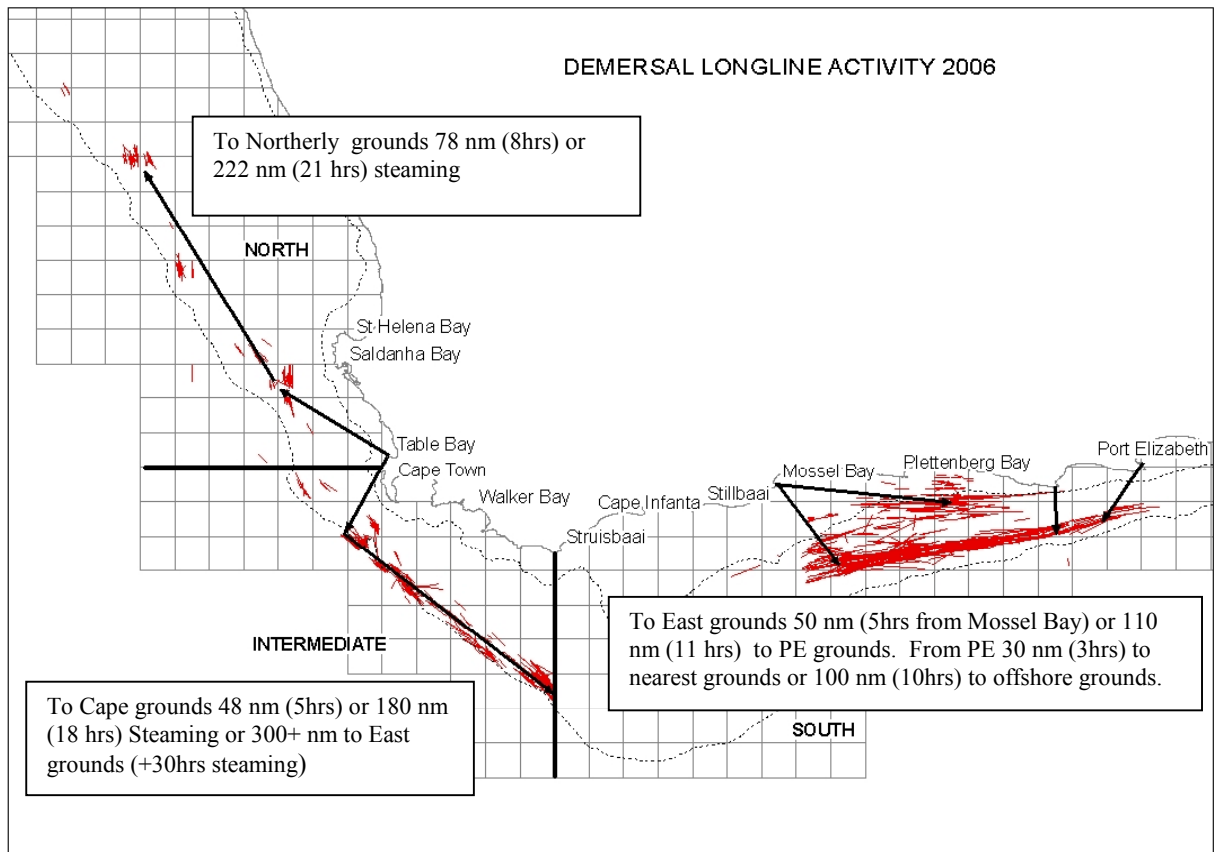 DEMERSAL LONGLINE ACTIVITY 2006
To Northerly grounds 78 nm (8hrs) or
222 nm (21 hrs) steaming
NORTH
St Helena Bay
Saldanha Bay
Table Bay
Cape Town
Walker Bay
Struisbaai
Cape Infanta
Stillbaai
Mossel Bay
Plettenberg Bay
Port Elizabeth
INTERMEDIATE
To East grounds 50 nm (5hrs from Mossel Bay) or 110
nm (11 hrs) to PE grounds. From PE 30 nm (3hrs) to
nearest grounds or 100 nm (10hrs) to offshore grounds.
To Cape grounds 48 nm (5hrs) or 180 nm
(18 hrs) Steaming or 300+ nm to East
grounds (+30hrs steaming)
SOUTH